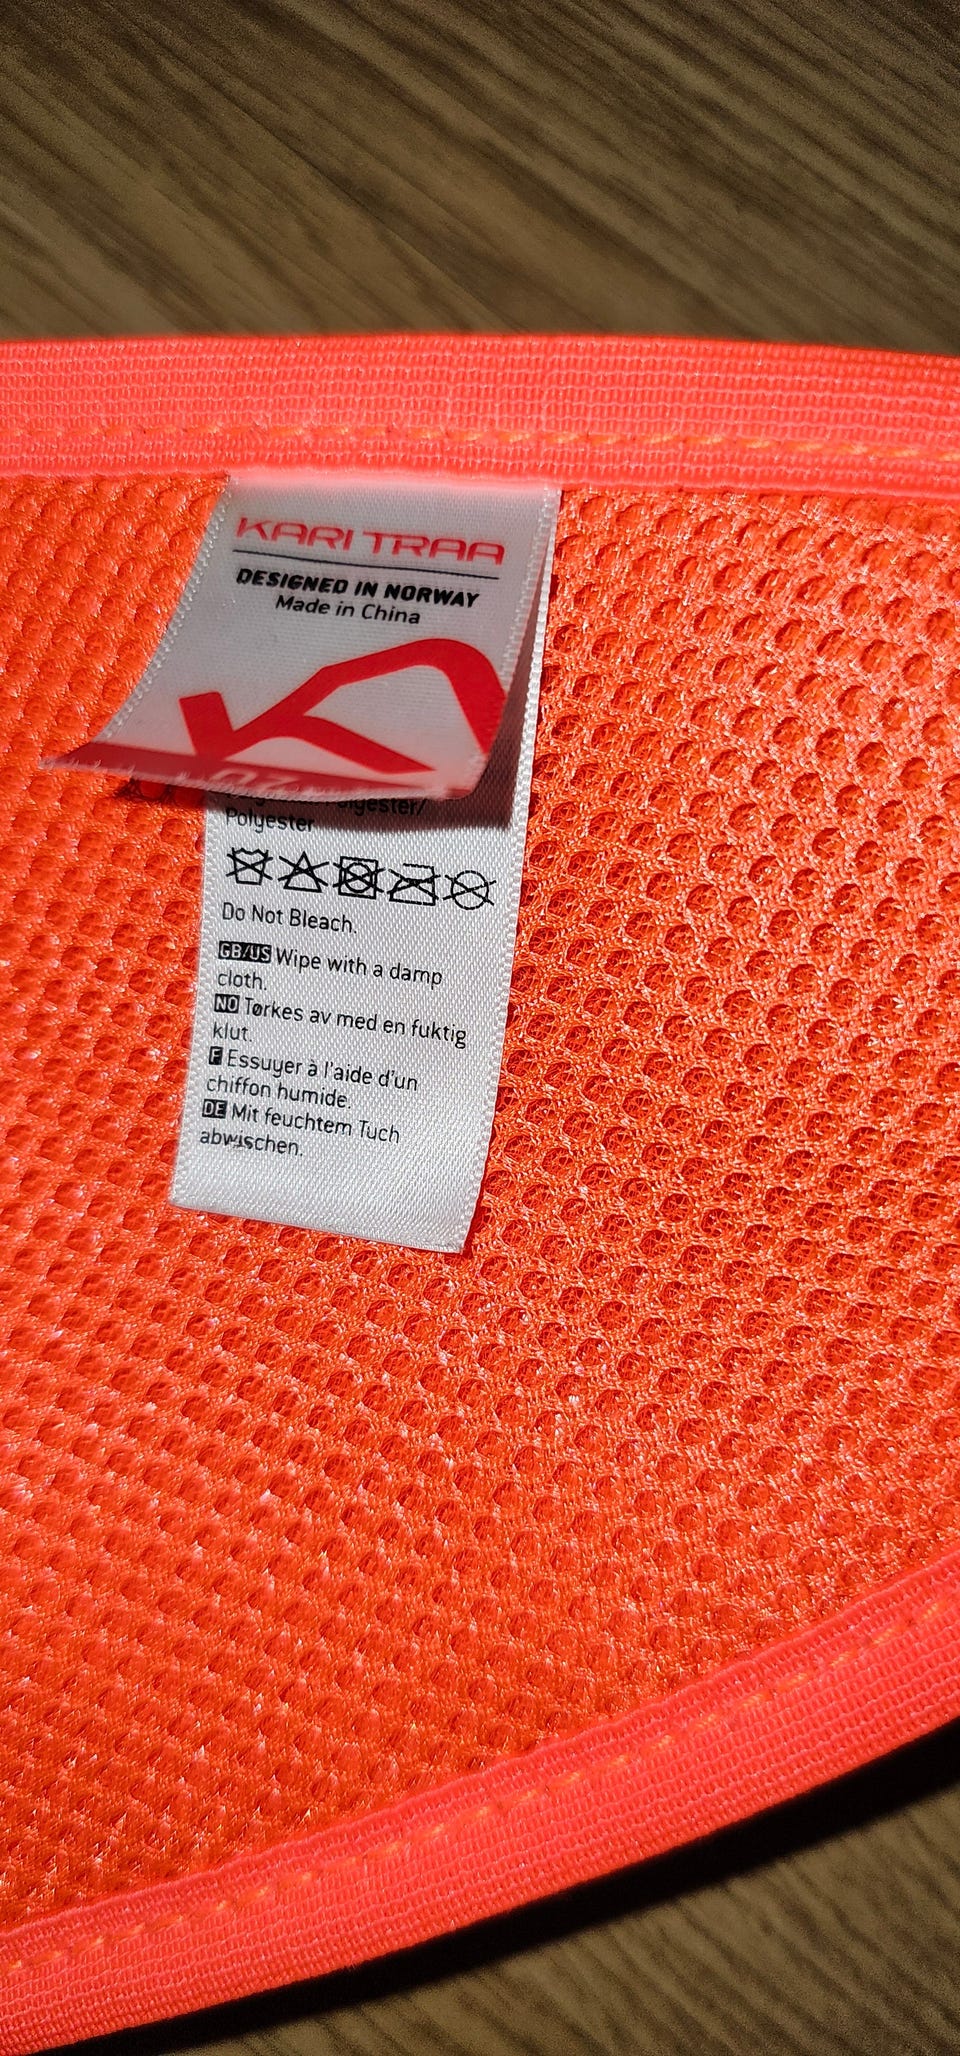 KARI TRAA
DESIGNED IN NORWAY
Made in China
Polyester/
Polyester
Do Not Bleach.
GB/US Wipe with a damp
cloth.
NO Tørkes av med en fuktig
klut.
F Essuyer à l'aide d'un
chiffon humide.
DE Mit feuchtem Tuch
abwischen.